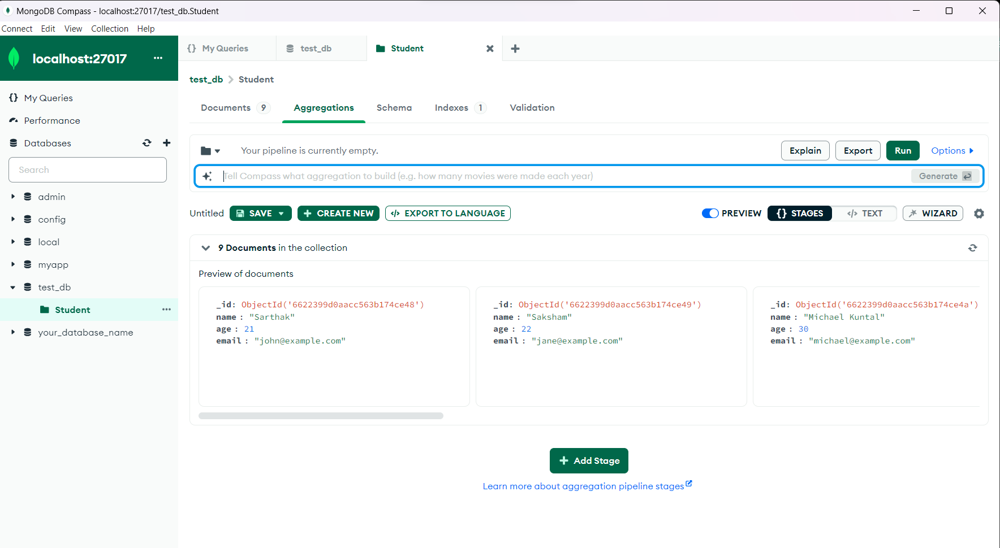 MongoDB Compass - localhost:27017/test_db.Student
Connect Edit View Collection Help
localhost:27017 ...
My Queries
Performance
Databases
Search
admin
config
local
myapp
test_db
Student ...
your_database_name
{} My Queries
test_db
Student
test_db > Student
Documents 9
Aggregations
Schema
Indexes 1
Validation
Your pipeline is currently empty.
Explain
Export
Run
Options
Tell Compass what aggregation to build (e.g. how many movies were made each year)
Generate
Untitled
SAVE
+ CREATE NEW
</> EXPORT TO LANGUAGE
PREVIEW
{} STAGES
</> TEXT
WIZARD
9 Documents in the collection
Preview of documents
_id: ObjectId('6622399d0aacc563b174ce48')
name : "Sarthak"
age : 21
email : "john@example.com"
_id: ObjectId('6622399d0aacc563b174ce49')
name : "Saksham"
age : 22
email : "jane@example.com"
_id: ObjectId('6622399d0aacc563b174ce4a')
name : "Michael Kuntal"
age : 30
email : "michael@example.com"
+ Add Stage
Learn more about aggregation pipeline stages